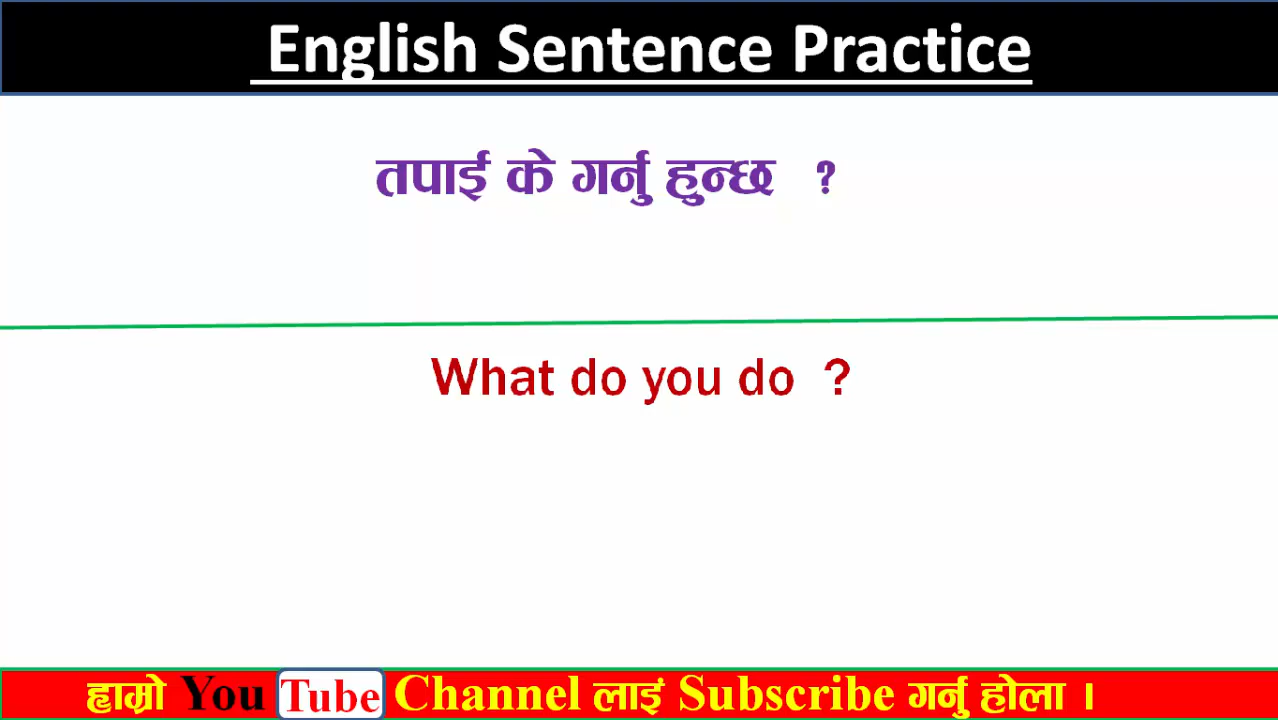 English Sentence Practice
तपाई के गर्नु हुन्छ ?
What do you do ?
हाम्रो You Tube Channel लाइं Subscribe गर्नु होला ।